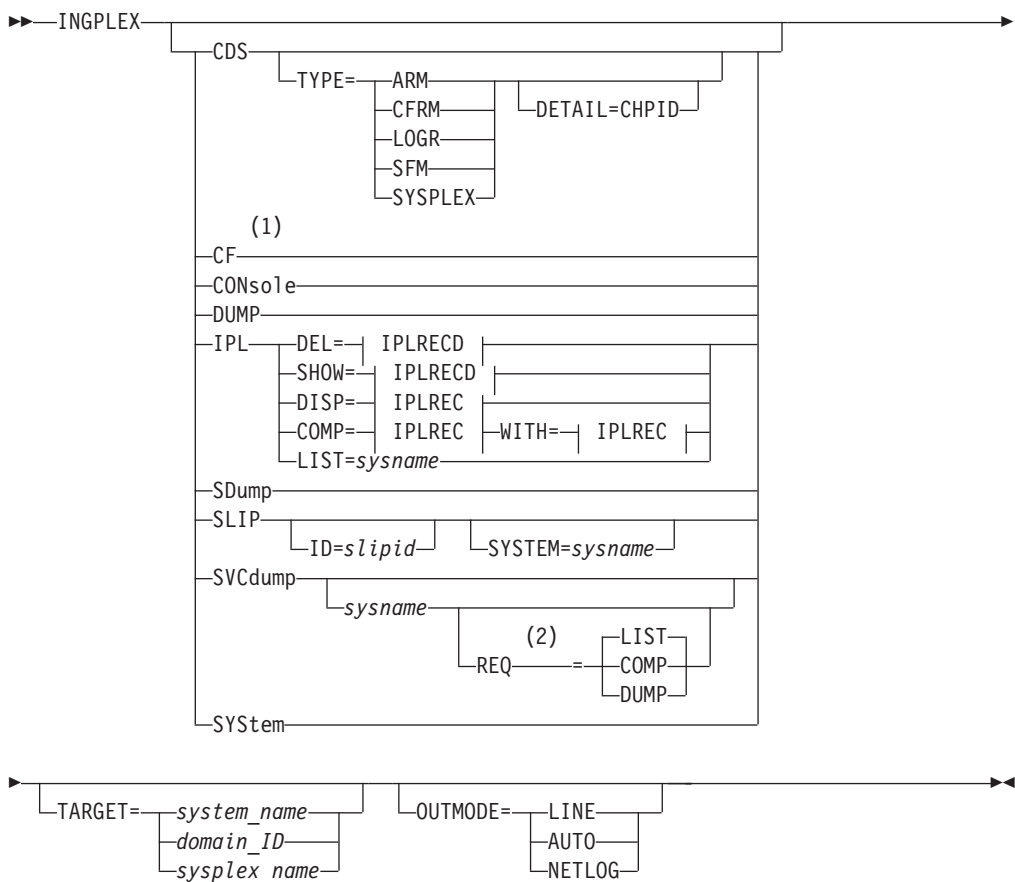 INGPLEX
CDS
TYPE= ARM
CFRM DETAIL=CHPID
LOGR
SFM
SYSPLEX
(1)
CF
CONsole
DUMP
IPL DEL= IPLRECD
SHOW= IPLRECD
DISP= IPLREC
COMP= IPLREC WITH= IPLREC
LIST=sysname
SDump
SLIP
ID=slipid SYSTEM=sysname
SVCdump
sysname
(2) LIST
REQ = COMP
DUMP
SYStem
TARGET= system_name OUTMODE= LINE
domain_ID AUTO
sysplex name NETLOG